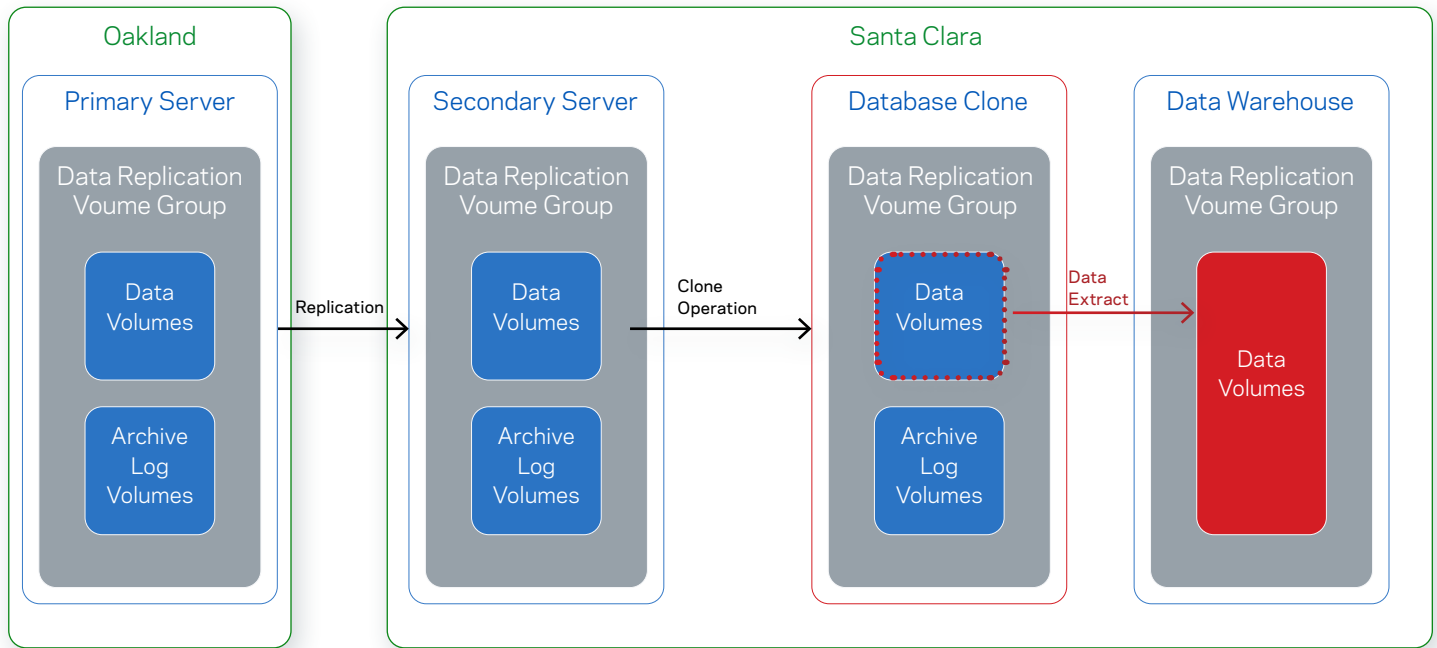 Oakland
Primary Server
Data Replication
Voume Group
Data
Volumes
Archive
Log
Volumes
Replication
Santa Clara
Secondary Server
Data Replication
Voume Group
Data
Volumes
Archive
Log
Volumes
Clone
Operation
Database Clone
Data Replication
Voume Group
Data
Volumes
Archive
Log
Volumes
Data
Extract
Data Warehouse
Data Replication
Voume Group
Data
Volumes